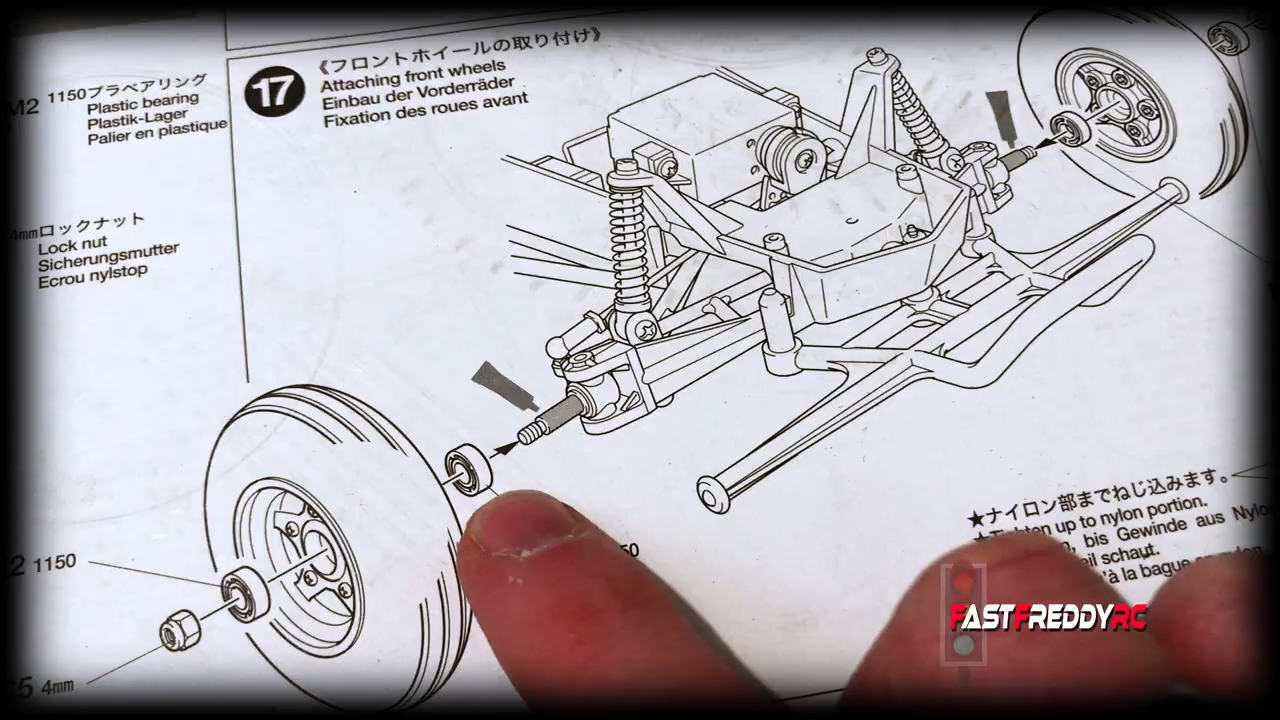 M2 1150プラベアリング
Plastic bearing
Plastik-Lager
Palier en plastique
4mmロックナット
Lock nut
Sicherungsmutter
Ecrou nylstop
17
《フロントホイールの取り付け》
Attaching front wheels
Einbau der Vorderräder
Fixation des roues avant
1150
4mm
50
★ナイロン部までねじ込みます。
up to nylon portion.
bis Gewinde aus
schaut.
à la bague
FASTFREDDYRC